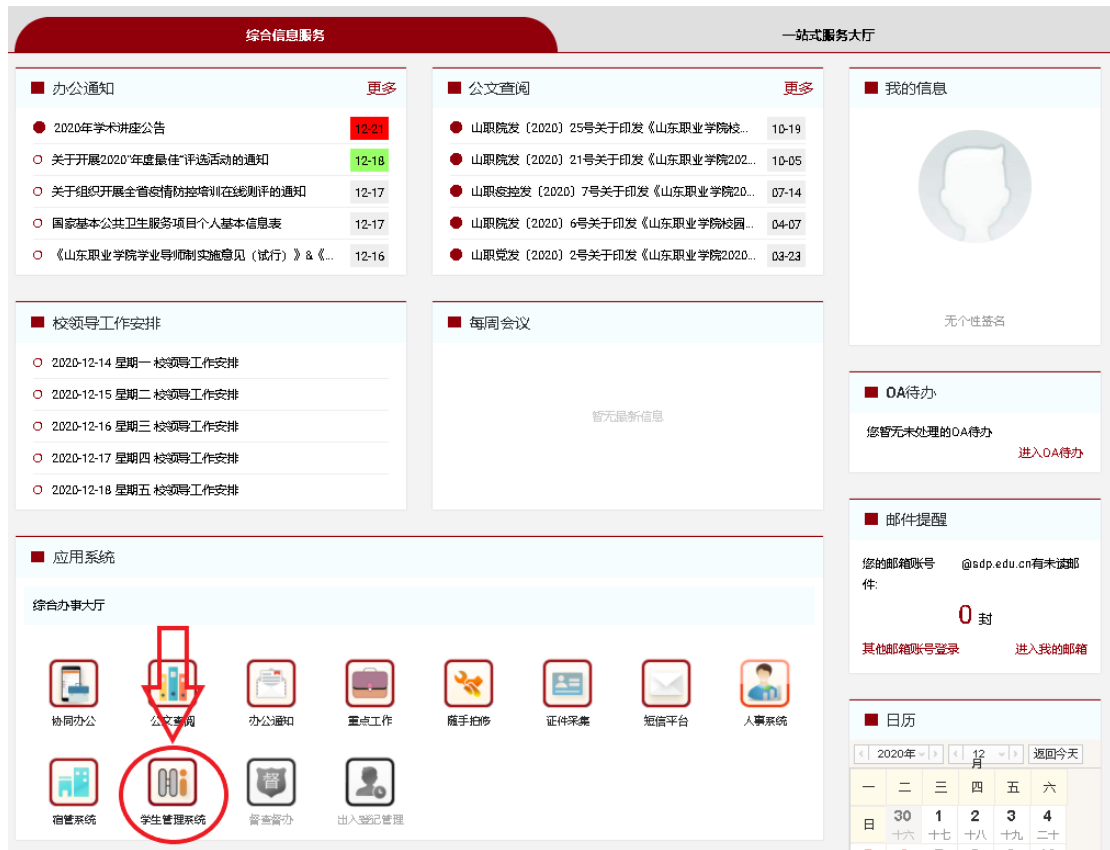 综合信息服务
一站式服务大厅
办公通知 更多
2020年学术讲座公告 12-21
关于开展2020"年度最佳"评选活动的通知 12-18
关于组织开展全省疫情防控培训在线测评的通知 12-17
国家基本公共卫生服务项目个人基本信息表 12-17
《山东职业学院学业导师制实施意见（试行）》&《... 12-16
公文查阅 更多
山职院发〔2020〕25号关于印发《山东职业学院校... 10-19
山职院发〔2020〕21号关于印发《山东职业学院202... 10-05
山职疫控发〔2020〕7号关于印发《山东职业学院20... 07-14
山职院发〔2020〕6号关于印发《山东职业学院校园... 04-07
山职党发〔2020〕2号关于印发《山东职业学院2020... 03-23
我的信息
无个性签名
校领导工作安排
2020-12-14 星期一 校领导工作安排
2020-12-15 星期二 校领导工作安排
2020-12-16 星期三 校领导工作安排
2020-12-17 星期四 校领导工作安排
2020-12-18 星期五 校领导工作安排
每周会议
暂无最新信息
OA待办
您暂无未处理的OA待办
进入OA待办
邮件提醒
您的邮箱账号 @sdp.edu.cn有未读邮
件:
0 封
其他邮箱账号登录 进入我的邮箱
应用系统
综合办事大厅
协同办公 公文查阅 办公通知 重点工作 随手拍修 证件采集 短信平台 人事系统
宿管系统 学生管理系统 督查督办 出入登记管理
督
日历
2020年 12月 返回今天
一 二 三 四 五 六
日 30 1 2 3 4
十六 十七 十八 十九 二十